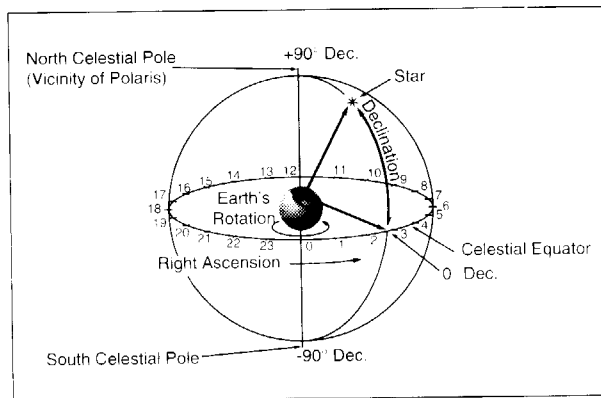 +90° Dec.
North Celestial Pole
(Vicinity of Polaris)
Star
Declination
12
11
10
9
8
7
6
5
4
3
2
1
0
23
22
21
20
19
18
17
16
15
14
13
Earth's
Rotation
Celestial Equator
0 Dec.
Right Ascension
South Celestial Pole
-90° Dec.